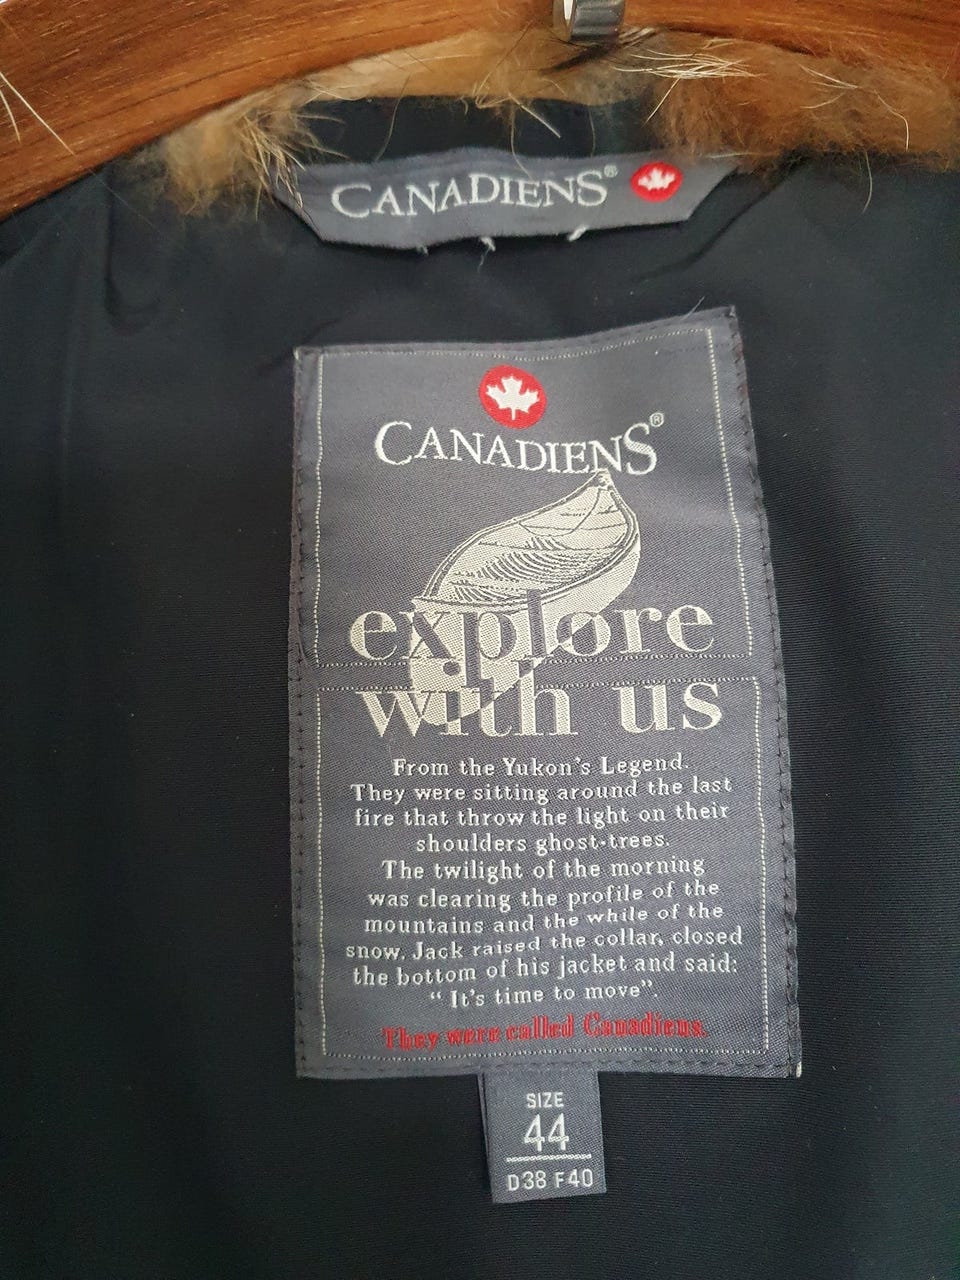 CANADIENS®
CANADIENS®
explore
with us
From the Yukon's Legend.
They were sitting around the last
fire that throw the light on their
shoulders ghost-trees.
The twilight of the morning
was clearing the profile of the
mountains and the while of the
snow, Jack raised the collar, closed
the bottom of his jacket and said:
“ It's time to move”.
They were called Canadiens.
SIZE
44
D38 F40